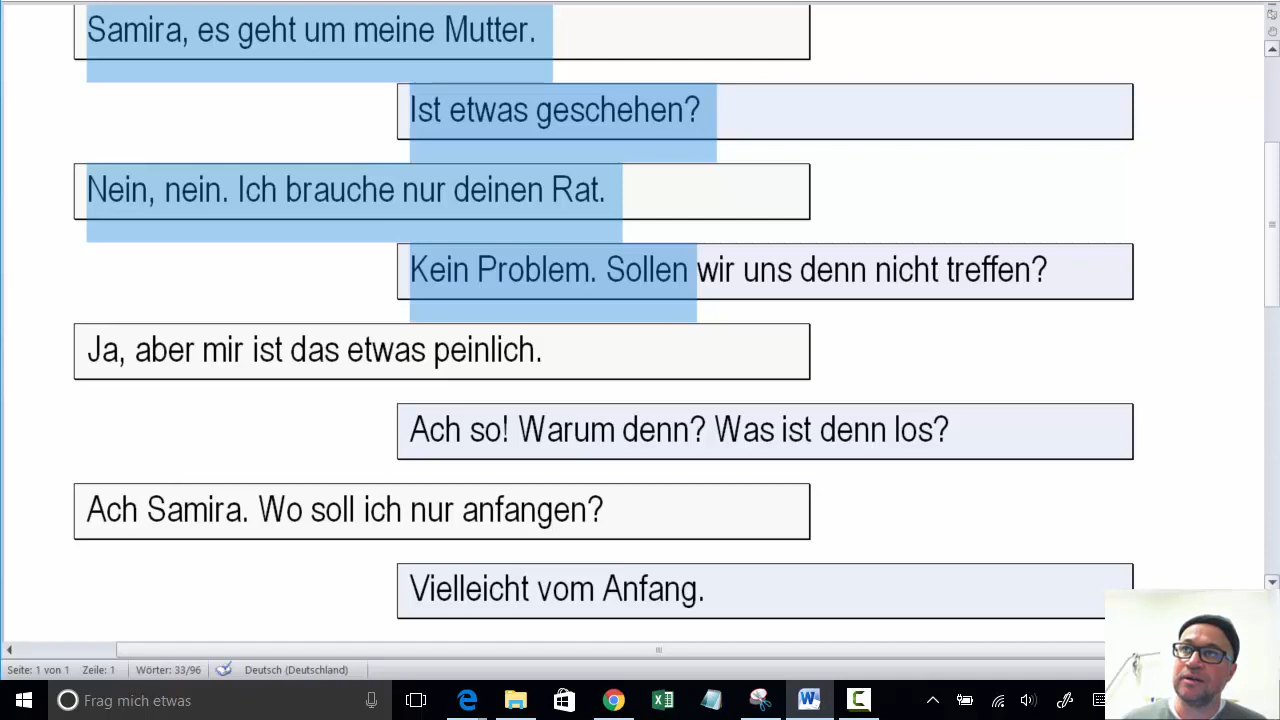 Samira, es geht um meine Mutter.
Ist etwas geschehen?
Nein, nein. Ich brauche nur deinen Rat.
Kein Problem. Sollen wir uns denn nicht treffen?
Ja, aber mir ist das etwas peinlich.
Ach so! Warum denn? Was ist denn los?
Ach Samira. Wo soll ich nur anfangen?
Vielleicht vom Anfang.
Seite: 1 von 1 Zeile: 1 Wörter: 33/96 Deutsch (Deutschland)
Frag mich etwas